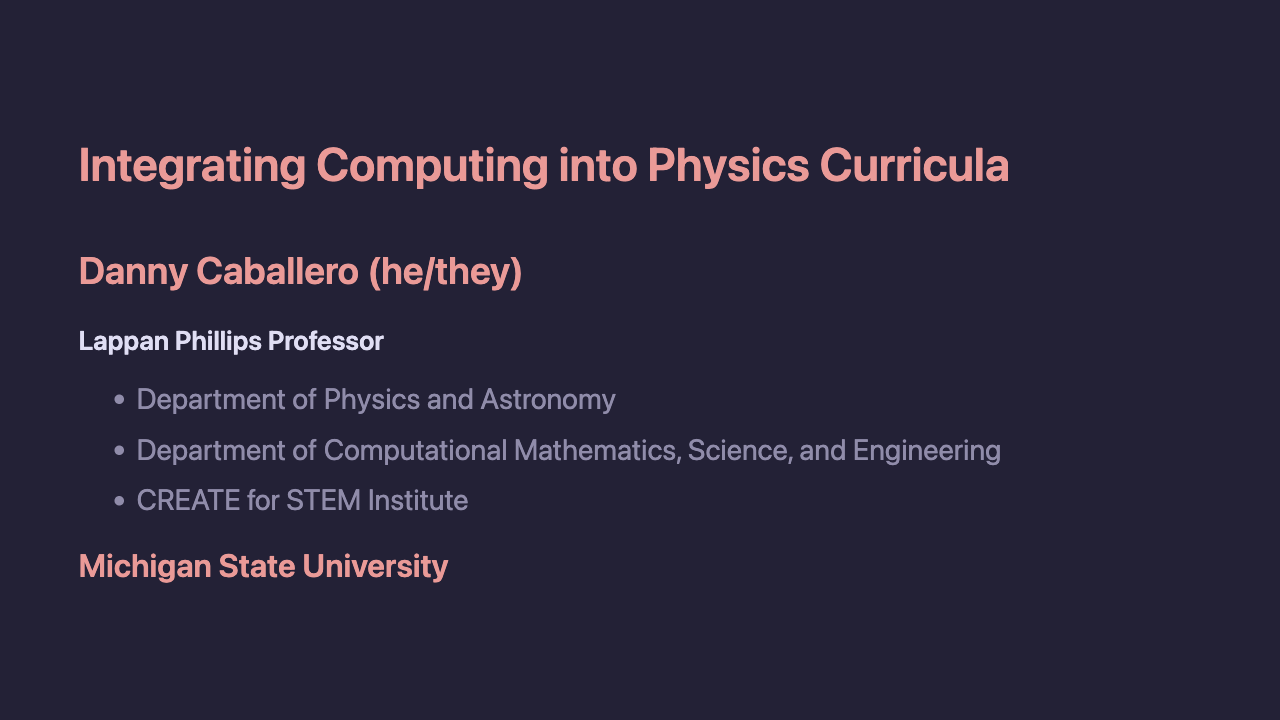 Integrating Computing into Physics Curricula
Danny Caballero (he/they)
Lappan Phillips Professor
• Department of Physics and Astronomy
• Department of Computational Mathematics, Science, and Engineering
• CREATE for STEM Institute
Michigan State University